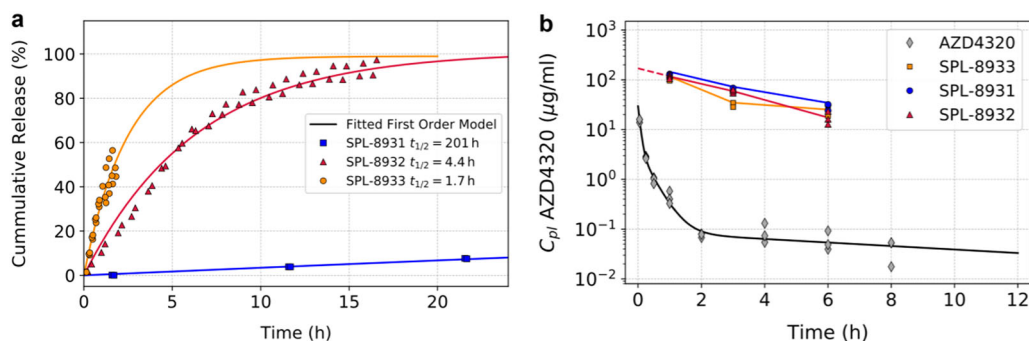 a
Cummulative Release (%)
100
80
60
40
20
0
0 5 10 15 20
Time (h)
Fitted First Order Model
SPL-8931 t1/2 = 201 h
SPL-8932 t1/2 = 4.4 h
SPL-8933 t1/2 = 1.7 h
b
Cpl AZD4320 (μg/ml)
10³
10²
10¹
10⁰
10⁻¹
10⁻²
0 2 4 6 8 10 12
Time (h)
AZD4320
SPL-8933
SPL-8931
SPL-8932